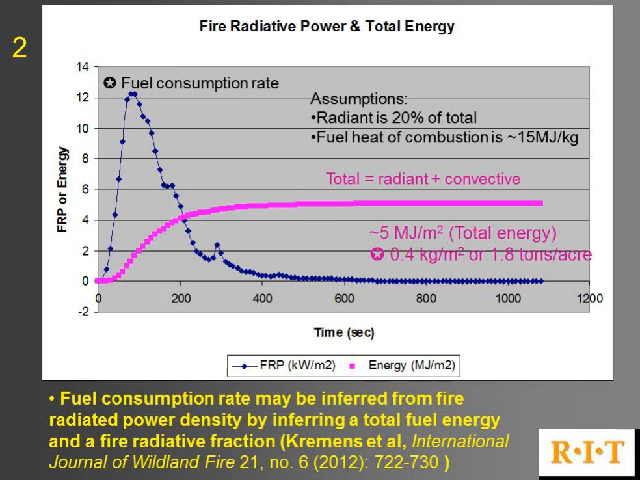 2
Fire Radiative Power & Total Energy
FRP or Energy
14
12
10
8
6
4
2
0
-2
✪ Fuel consumption rate
Assumptions:
•Radiant is 20% of total
•Fuel heat of combustion is ~15MJ/kg
Total = radiant + convective
~5 MJ/m² (Total energy)
✪ 0.4 kg/m² or 1.8 tons/acre
0 200 400 600 800 1000 1200
Time (sec)
FRP (kW/m2) Energy (MJ/m2)
• Fuel consumption rate may be inferred from fire
radiated power density by inferring a total fuel energy
and a fire radiative fraction (Kremens et al, International
Journal of Wildland Fire 21, no. 6 (2012): 722-730 )
R·I·T